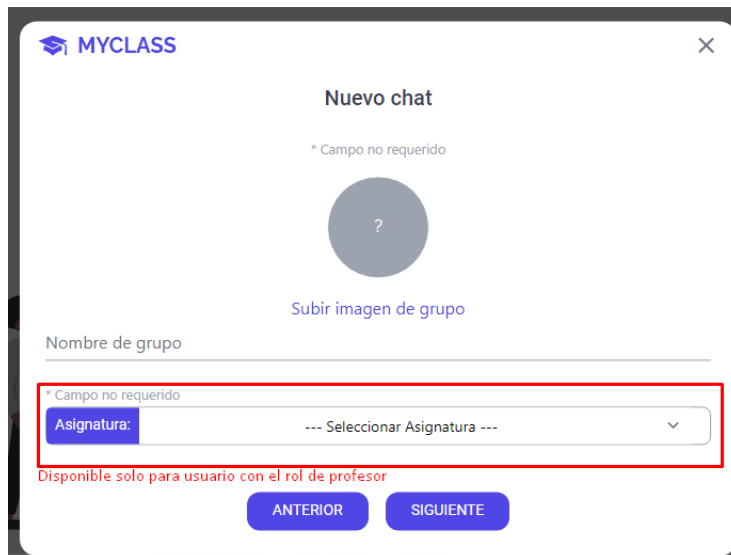 MYCLASS
Nuevo chat
* Campo no requerido
?
Subir imagen de grupo
Nombre de grupo
* Campo no requerido
Asignatura: --- Seleccionar Asignatura ---
Disponible solo para usuario con el rol de profesor
ANTERIOR SIGUIENTE